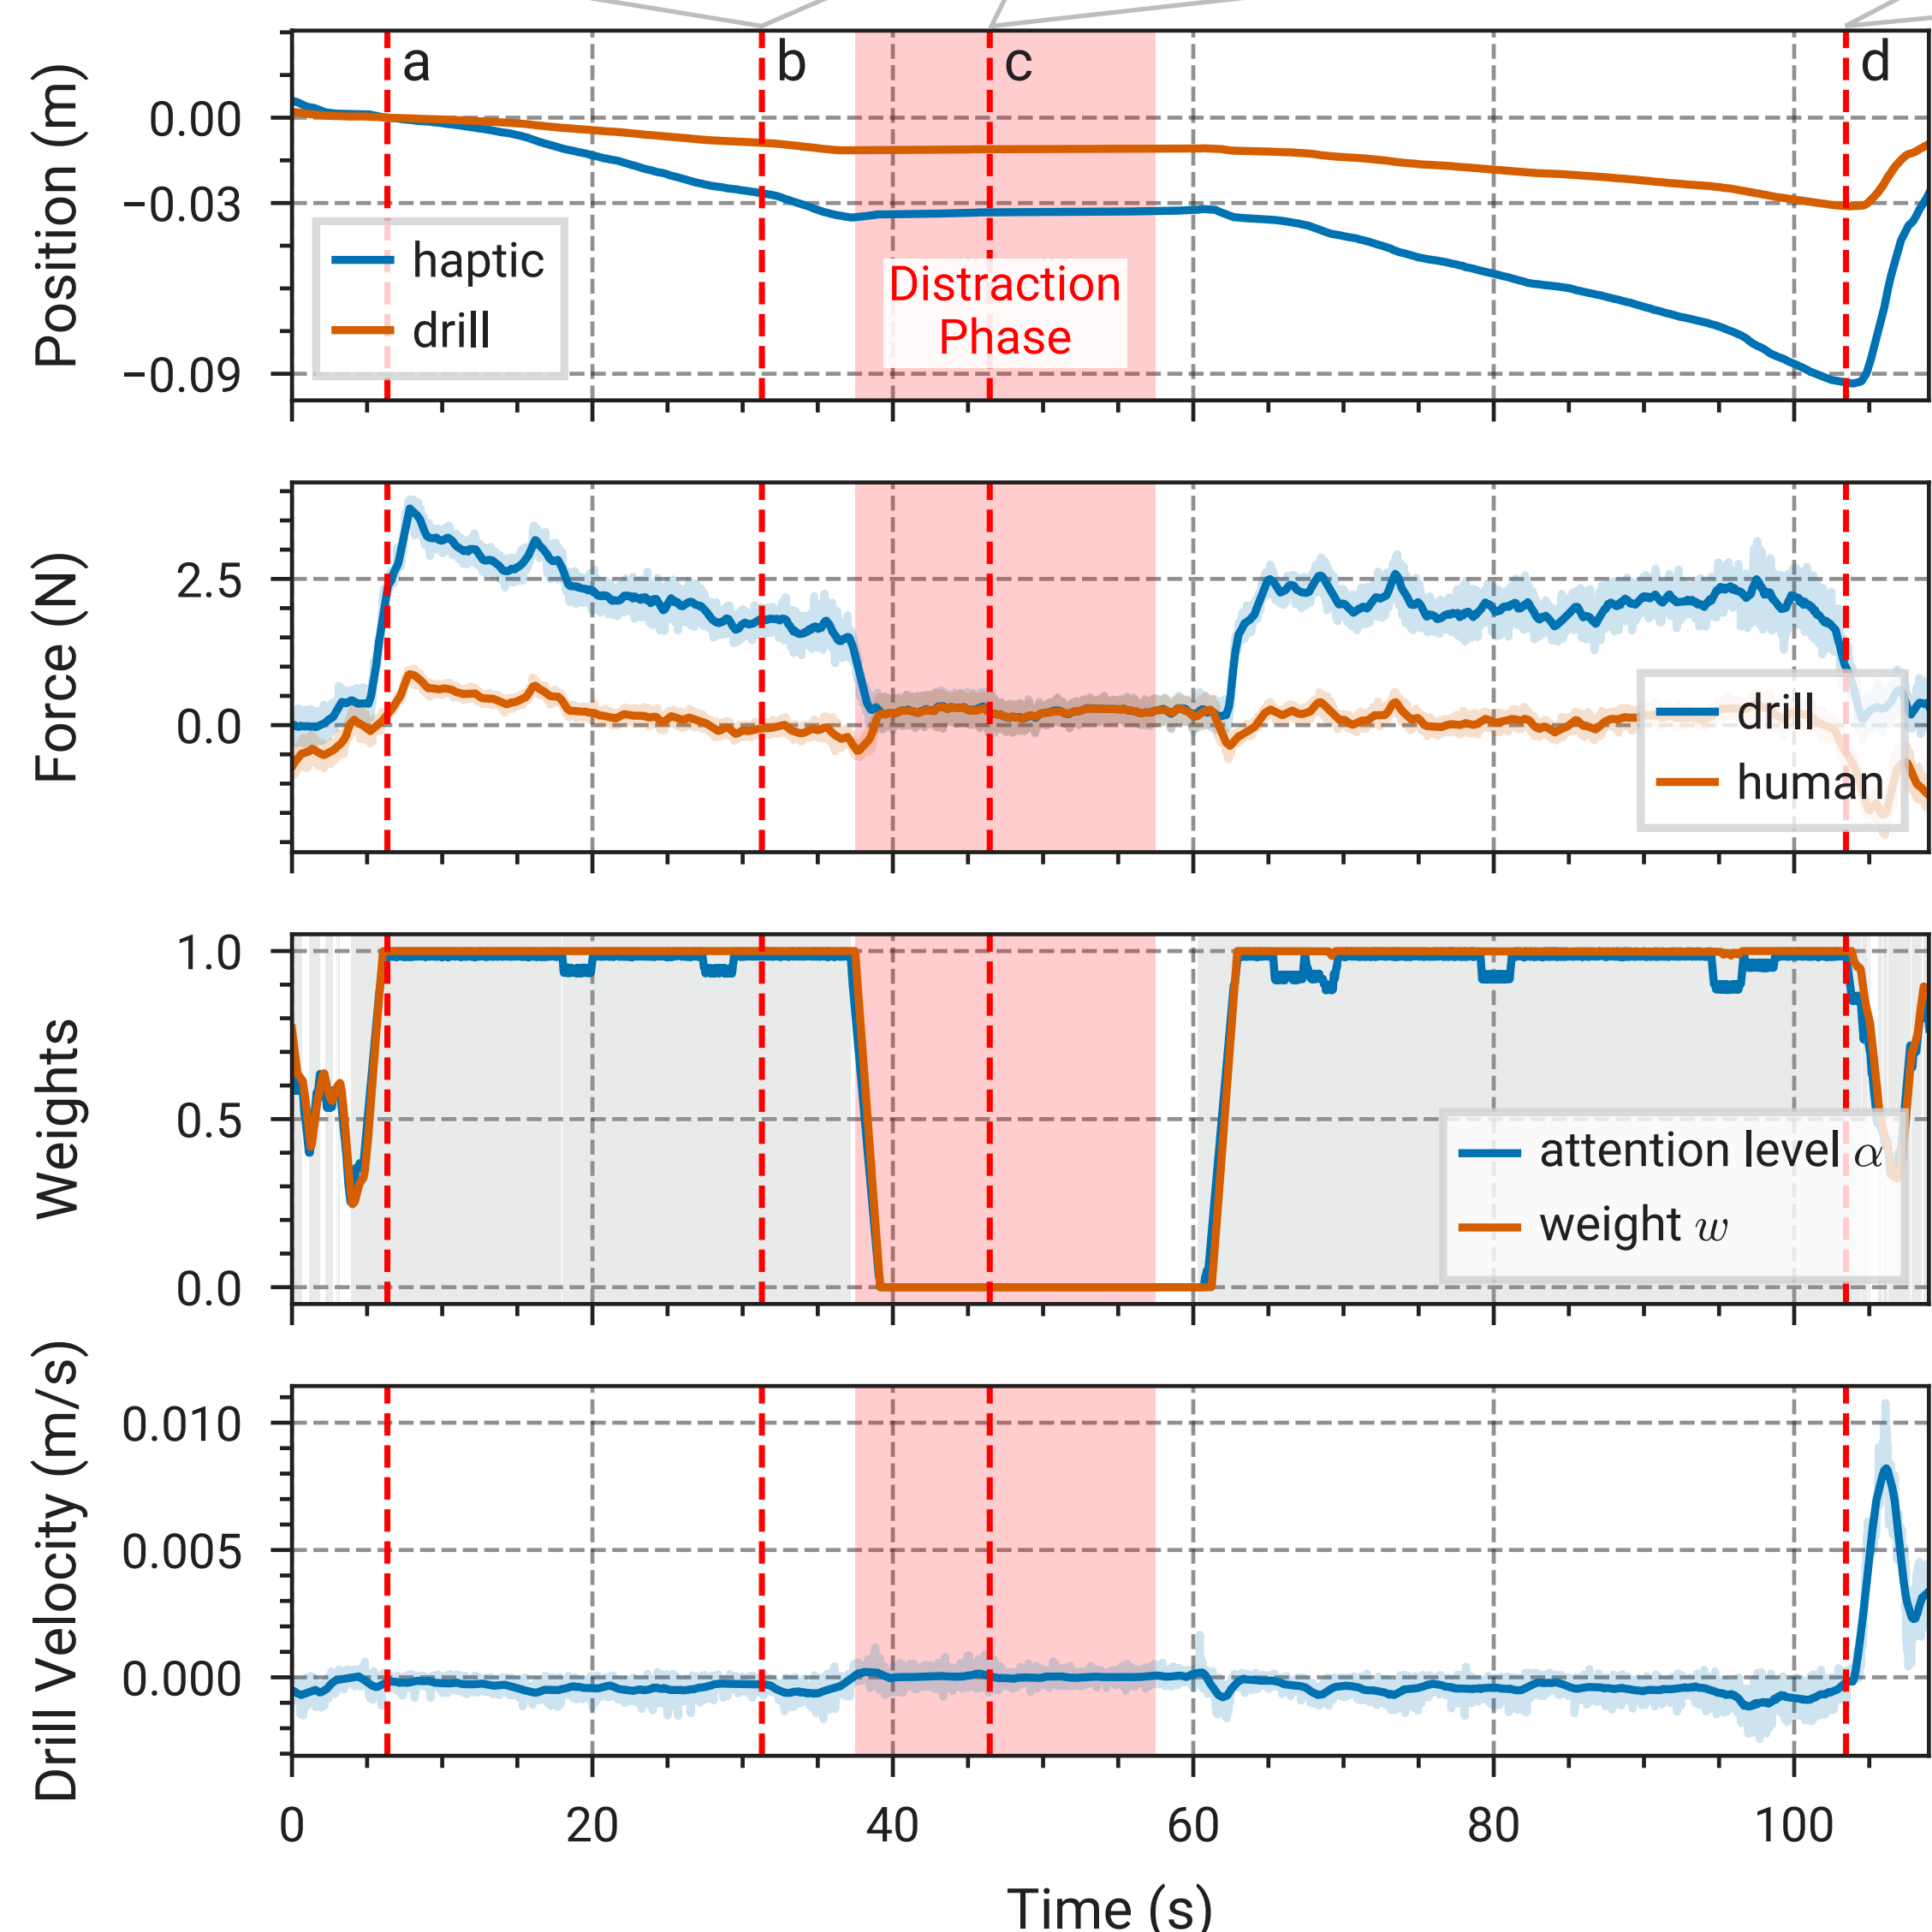 a
b
c
d
Position (m)
0.00
−0.03
−0.09
haptic
drill
Distraction
Phase
Force (N)
2.5
0.0
drill
human
Weights
1.0
0.5
0.0
attention level α
weight w
Drill Velocity (m/s)
0.010
0.005
0.000
0 20 40 60 80 100
Time (s)